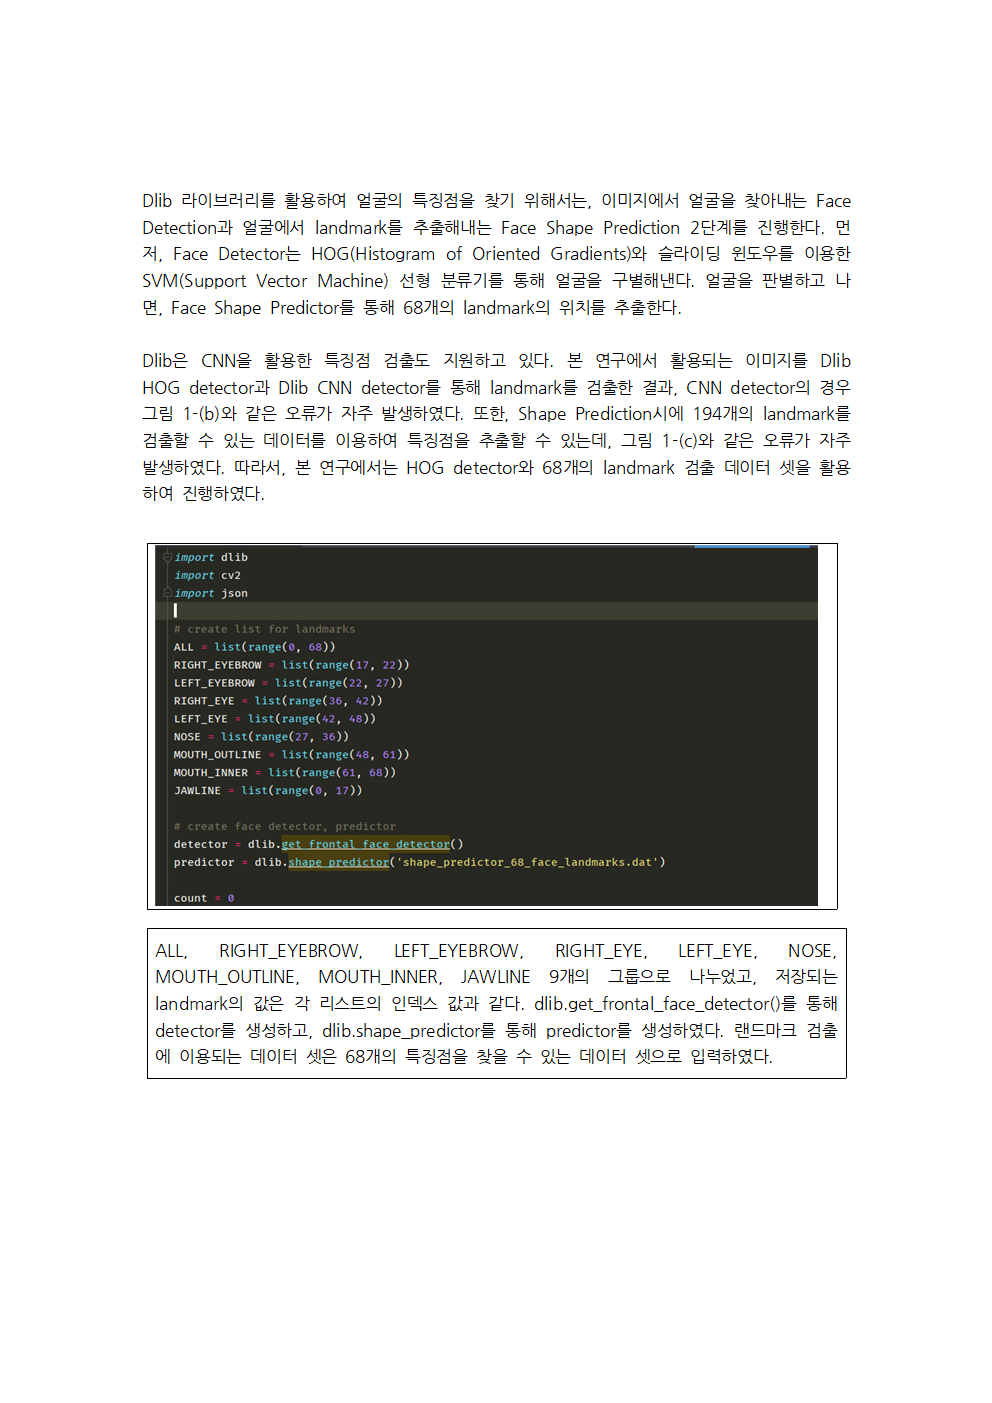 Dlib 라이브러리를 활용하여 얼굴의 특징점을 찾기 위해서는, 이미지에서 얼굴을 찾아내는 Face
Detection과 얼굴에서 landmark를 추출해내는 Face Shape Prediction 2단계를 진행한다. 먼
저, Face Detector는 HOG(Histogram of Oriented Gradients)와 슬라이딩 윈도우를 이용한
SVM(Support Vector Machine) 선형 분류기를 통해 얼굴을 구별해낸다. 얼굴을 판별하고 나
면, Face Shape Predictor를 통해 68개의 landmark의 위치를 추출한다.
Dlib은 CNN을 활용한 특징점 검출도 지원하고 있다. 본 연구에서 활용되는 이미지를 Dlib
HOG detector과 Dlib CNN detector를 통해 landmark를 검출한 결과, CNN detector의 경우
그림 1-(b)와 같은 오류가 자주 발생하였다. 또한, Shape Prediction시에 194개의 landmark를
검출할 수 있는 데이터를 이용하여 특징점을 추출할 수 있는데, 그림 1-(c)와 같은 오류가 자주
발생하였다. 따라서, 본 연구에서는 HOG detector와 68개의 landmark 검출 데이터 셋을 활용
하여 진행하였다.
import dlib
import cv2
import json
# create list for landmarks
ALL = list(range(0, 68))
RIGHT_EYEBROW = list(range(17, 22))
LEFT_EYEBROW = list(range(22, 27))
RIGHT_EYE = list(range(36, 42))
LEFT_EYE = list(range(42, 48))
NOSE = list(range(27, 36))
MOUTH_OUTLINE = list(range(48, 61))
MOUTH_INNER = list(range(61, 68))
JAWLINE = list(range(0, 17))
# create face detector, predictor
detector = dlib.get_frontal_face_detector()
predictor = dlib.shape_predictor('shape_predictor_68_face_landmarks.dat')
count = 0
ALL, RIGHT_EYEBROW, LEFT_EYEBROW, RIGHT_EYE, LEFT_EYE, NOSE,
MOUTH_OUTLINE, MOUTH_INNER, JAWLINE 9개의 그룹으로 나누었고, 저장되는
landmark의 값은 각 리스트의 인덱스 값과 같다. dlib.get_frontal_face_detector()를 통해
detector를 생성하고, dlib.shape_predictor를 통해 predictor를 생성하였다. 랜드마크 검출
에 이용되는 데이터 셋은 68개의 특징점을 찾을 수 있는 데이터 셋으로 입력하였다.